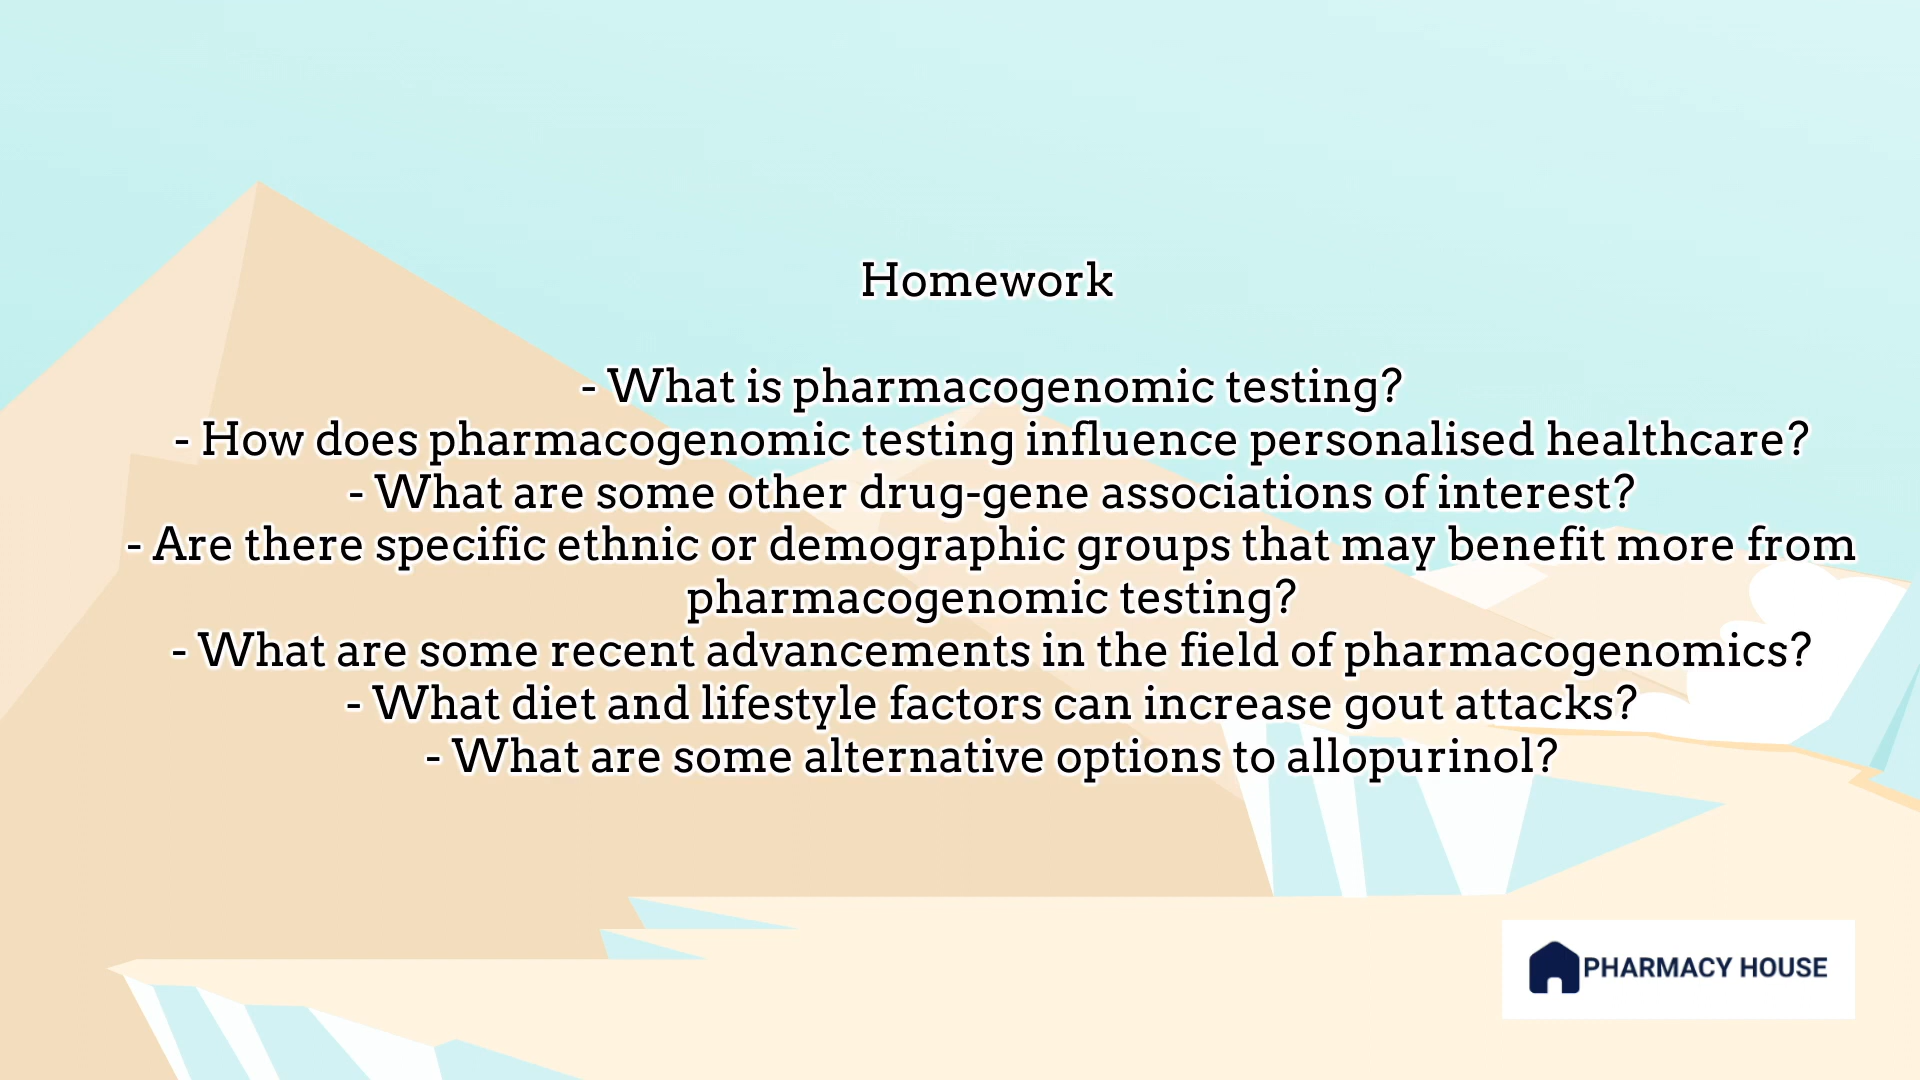 Homework
- What is pharmacogenomic testing?
- How does pharmacogenomic testing influence personalised healthcare?
- What are some other drug-gene associations of interest?
- Are there specific ethnic or demographic groups that may benefit more from
pharmacogenomic testing?
- What are some recent advancements in the field of pharmacogenomics?
- What diet and lifestyle factors can increase gout attacks?
- What are some alternative options to allopurinol?
PHARMACY HOUSE